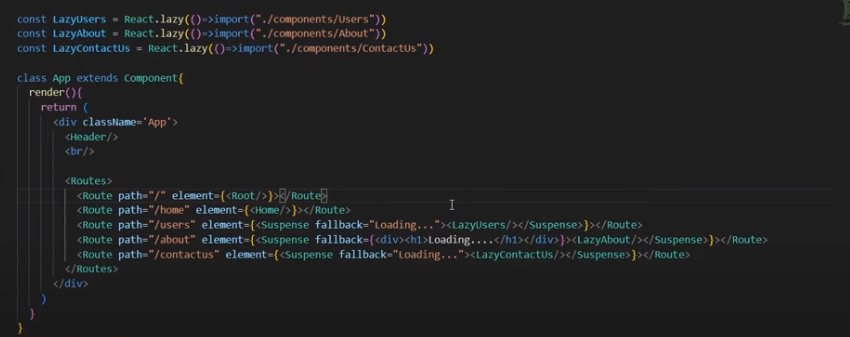 const LazyUsers = React.lazy(()=>import("./components/Users"))
const LazyAbout = React.lazy(()=>import("./components/About"))
const LazyContactUs = React.lazy(()=>import("./components/ContactUs"))
class App extends Component{
render(){
return (
<div className='App'>
<Header/>
<br/>
<Routes>
<Route path="/" element={<Root/>}></Route>
<Route path="/home" element={<Home/>}></Route>
<Route path="/users" element={<Suspense fallback="Loading..."><LazyUsers/></Suspense>}></Route>
<Route path="/about" element={<Suspense fallback={<div><h1>Loading....</h1></div>}><LazyAbout/></Suspense>}></Route>
<Route path="/contactus" element={<Suspense fallback="Loading..."><LazyContactUs/></Suspense>}></Route>
</Routes>
</div>
)
}
}